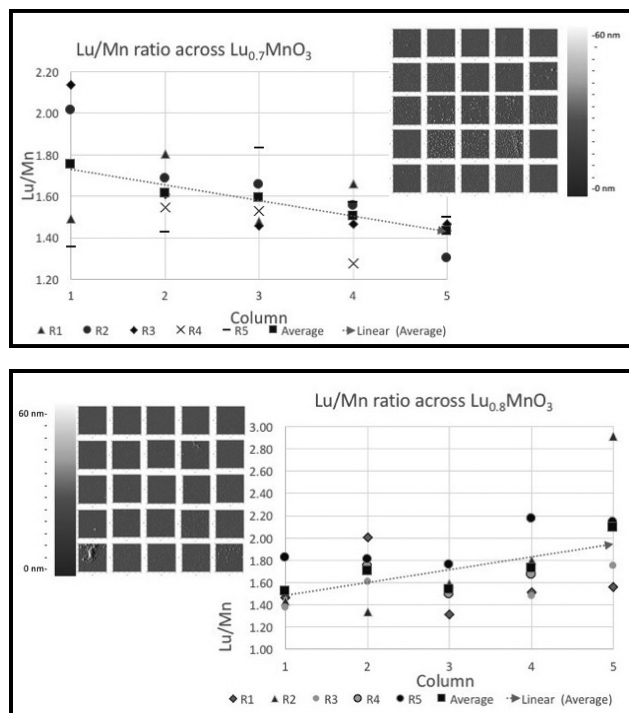 Lu/Mn ratio across Lu₀.₇MnO₃
-60 nm-
-0 nm-
Lu/Mn
2.20
2.00
1.80
1.60
1.40
1.20
1 2 3 4 5
Column
R1 R2 R3 R4 R5 Average Linear (Average)
Lu/Mn ratio across Lu₀.₈MnO₃
60 nm-
0 nm-
Lu/Mn
3.00
2.80
2.60
2.40
2.20
2.00
1.80
1.60
1.40
1.20
1.00
1 2 3 4 5
Column
R1 R2 R3 R4 R5 Average Linear (Average)